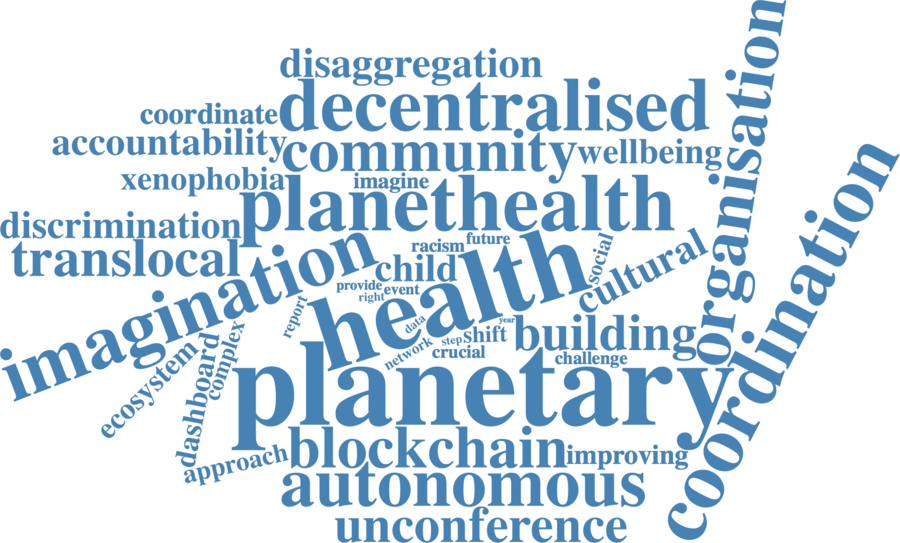 disaggregation
decentralised
coordinate
accountability
community
wellbeing
xenophobia
imagine
planethealth
discrimination
translocal
organisation
coordination
imagination
racism
future
child
social
cultural
provide
event
right
health
report
data
year
step
shift
network
crucial
building
challenge
complex
ecosystem
dashboard
planetary
approach
blockchain
improving
autonomous
unconference